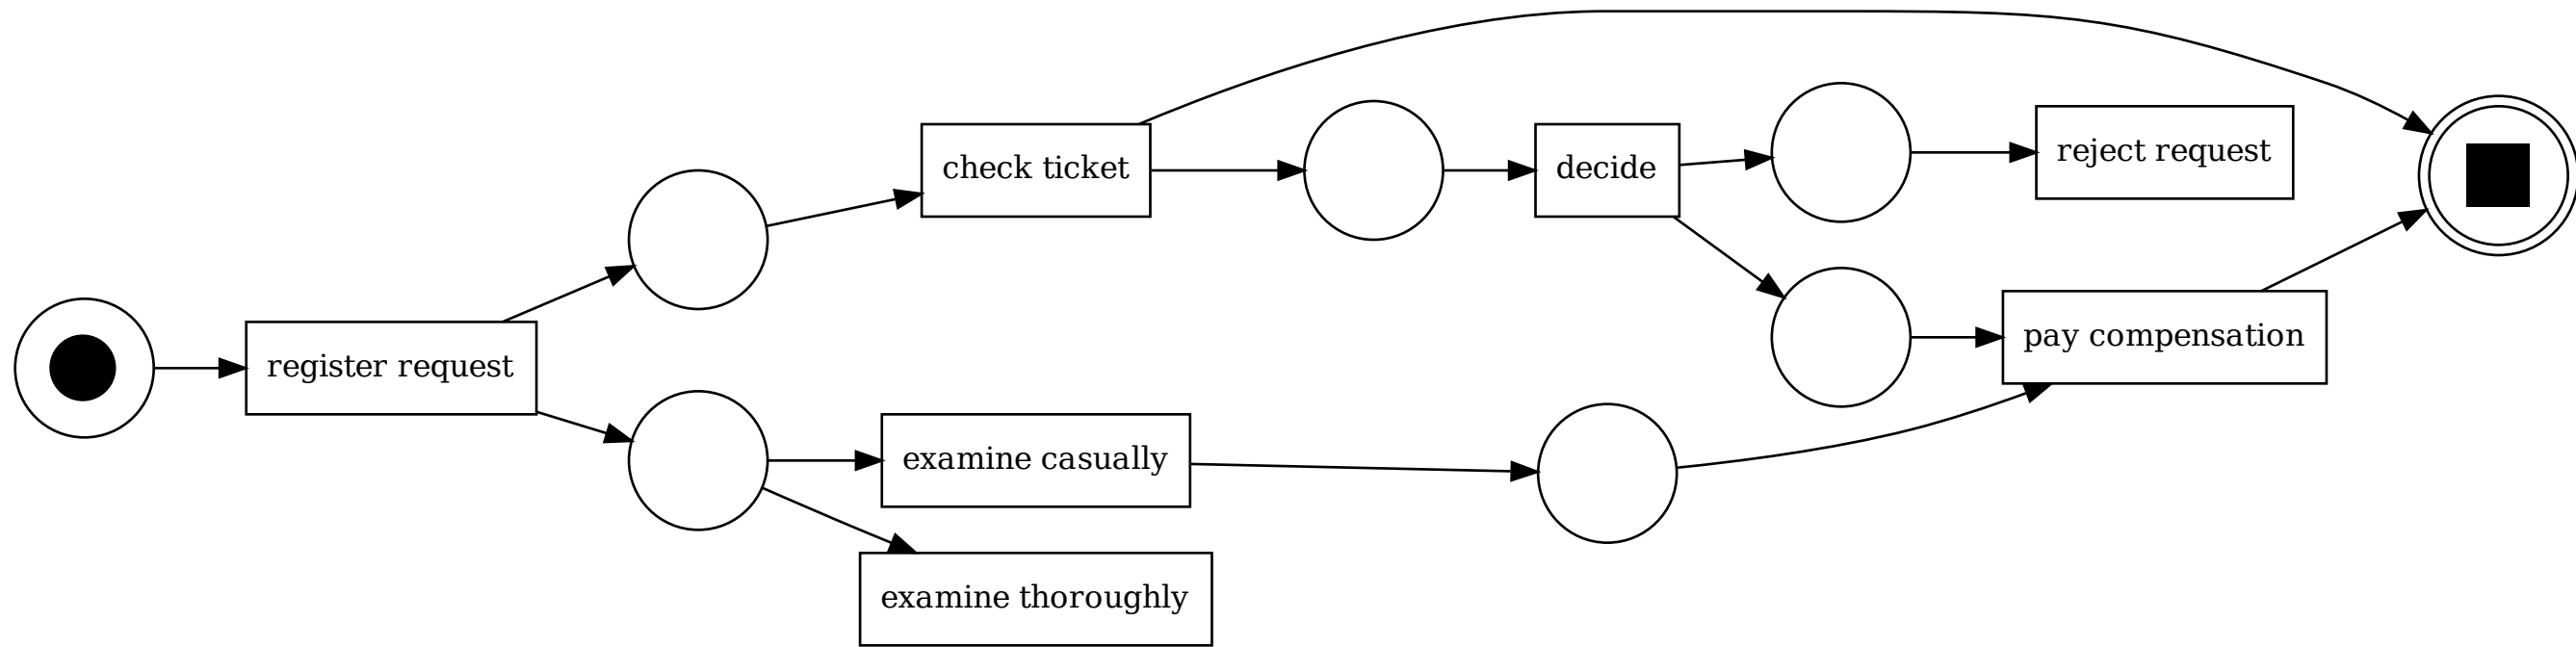 register request
check ticket
examine casually
examine thoroughly
decide
reject request
pay compensation